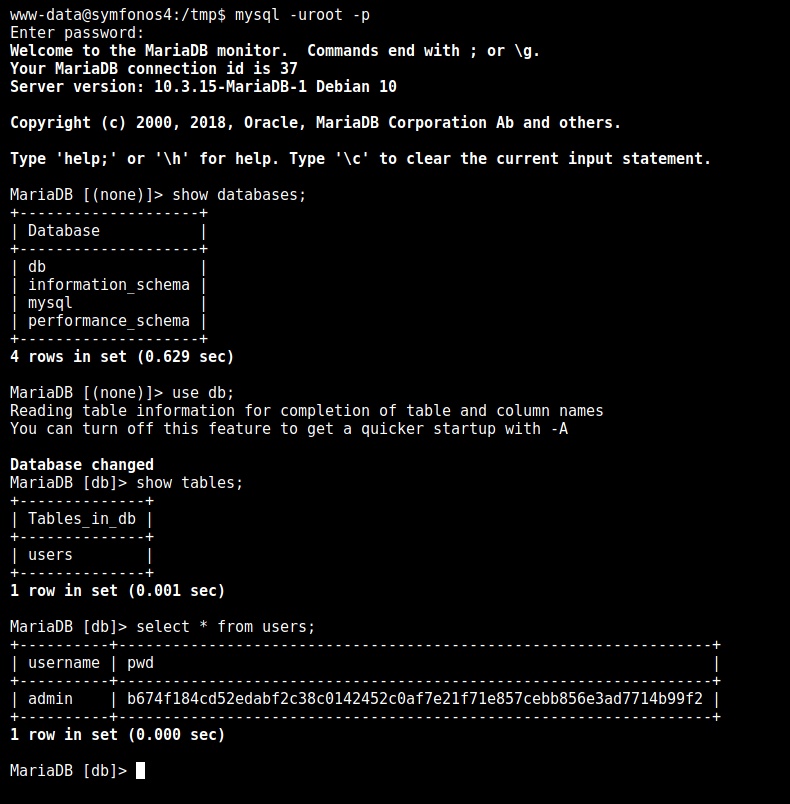 www-data@symfonos4:/tmp$ mysql -uroot -p
Enter password:
Welcome to the MariaDB monitor.  Commands end with ; or \g.
Your MariaDB connection id is 37
Server version: 10.3.15-MariaDB-1 Debian 10

Copyright (c) 2000, 2018, Oracle, MariaDB Corporation Ab and others.

Type 'help;' or '\h' for help. Type '\c' to clear the current input statement.

MariaDB [(none)]> show databases;
+--------------------+
| Database           |
+--------------------+
| db                 |
| information_schema |
| mysql              |
| performance_schema |
+--------------------+
4 rows in set (0.629 sec)

MariaDB [(none)]> use db;
Reading table information for completion of table and column names
You can turn off this feature to get a quicker startup with -A

Database changed
MariaDB [db]> show tables;
+--------------+
| Tables_in_db |
+--------------+
| users        |
+--------------+
1 row in set (0.001 sec)

MariaDB [db]> select * from users;
+----------+------------------------------------------------------------------+
| username | pwd                                                              |
+----------+------------------------------------------------------------------+
| admin    | b674f184cd52edabf2c38c0142452c0af7e21f71e857cebb856e3ad7714b99f2 |
+----------+------------------------------------------------------------------+
1 row in set (0.000 sec)

MariaDB [db]>